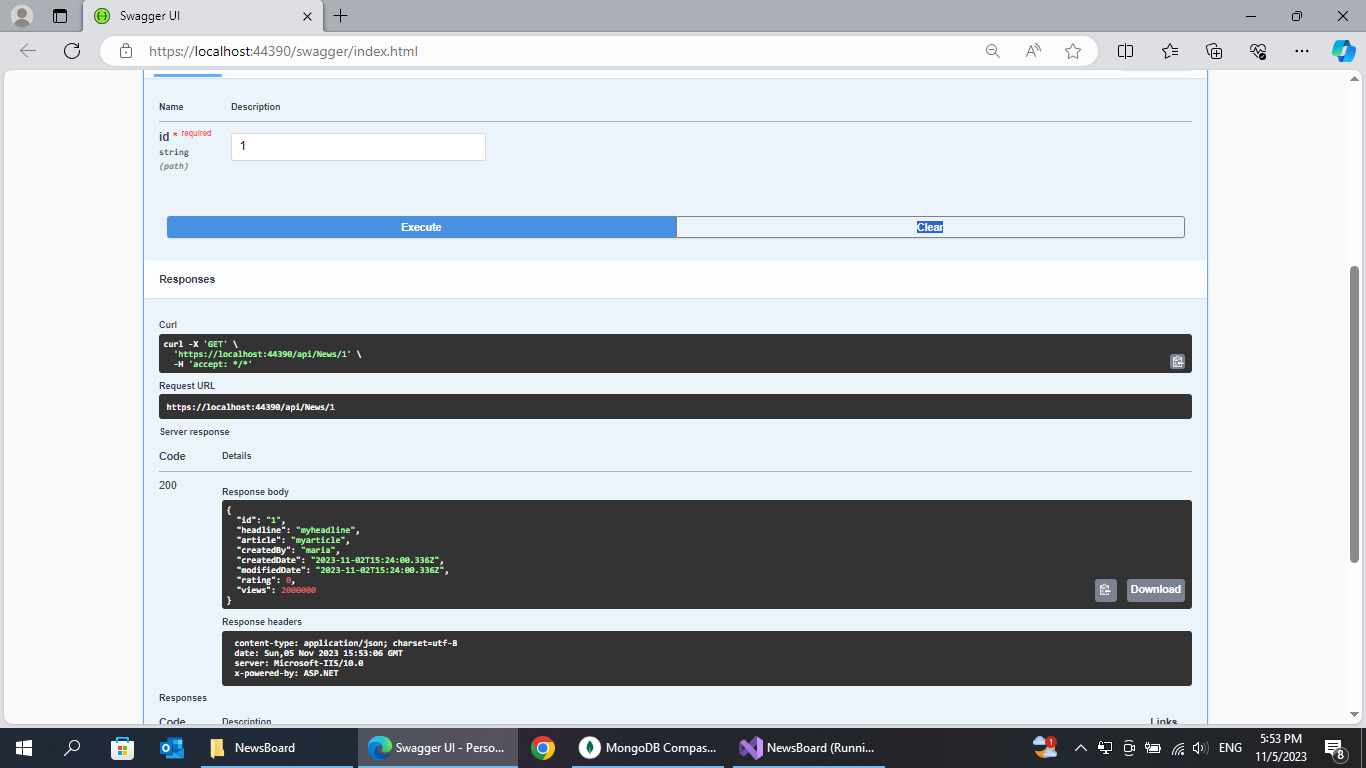 Swagger UI
https://localhost:44390/swagger/index.html
Name Description
id * required
1
string
(path)
Execute Clear
Responses
Curl
curl -X 'GET' \
'https://localhost:44390/api/News/1' \
-H 'accept: */*'
Request URL
https://localhost:44390/api/News/1
Server response
Code Details
200
Response body
{
"id": "1",
"headline": "myheadline",
"article": "myarticle",
"createdBy": "maria",
"createdDate": "2023-11-02T15:24:00.336Z",
"modifiedDate": "2023-11-02T15:24:00.336Z",
"rating": 0,
"views": 2000000
}
Download
Response headers
content-type: application/json; charset=utf-8
date: Sun,05 Nov 2023 15:53:06 GMT
server: Microsoft-IIS/10.0
x-powered-by: ASP.NET
Responses
Code Description Links
NewsBoard Swagger UI - Perso... MongoDB Compas... NewsBoard (Runni... 1 ENG 5:53 PM
11/5/2023 8